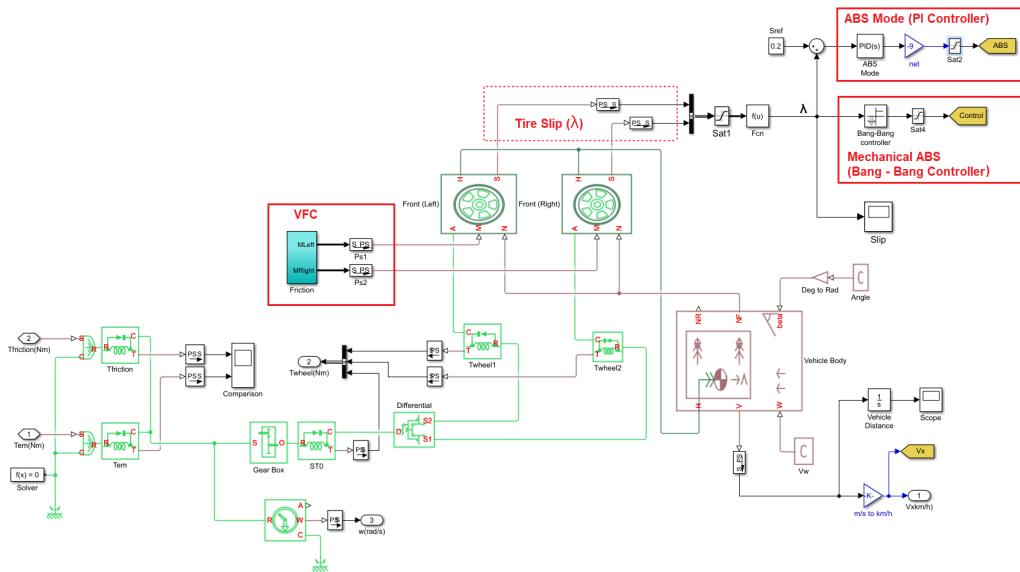 ABS Mode (PI Controller)
Sref
0.2
PID(s)
ABS
Mode
-9
net
Sat2
ABS
PS S
PS S
Tire Slip (λ)
Sat1
f(u)
Fcn
λ
Bang-Bang
controller
Sat4
Control
Mechanical ABS
(Bang - Bang Controller)
Slip
H
S
H
S
Front (Left)
Front (Right)
A
M
N
A
M
N
VFC
MLeft
MRight
Friction
S PS
Ps1
S PS
Ps2
Deg to Rad
C
Angle
NR
NF
beta
Vehicle Body
H
V
W
C
Vw
2
Tfriction(Nm)
S
C
R
R
C
T
Tfriction
PS S
PS S
Comparison
2
Twheel(Nm)
C
T
R
Twheel1
C
T
R
Twheel2
1
Tem(Nm)
S
C
R
R
C
T
Tem
f(x) = 0
Solver
S
O
Gear Box
R
C
T
ST0
Differential
D
S2
S1
R
A
W
C
3
w(rad/s)
1
s
Vehicle
Distance
Scope
S PS
Vx
-K-
m/s to km/h
1
Vxkm/h)